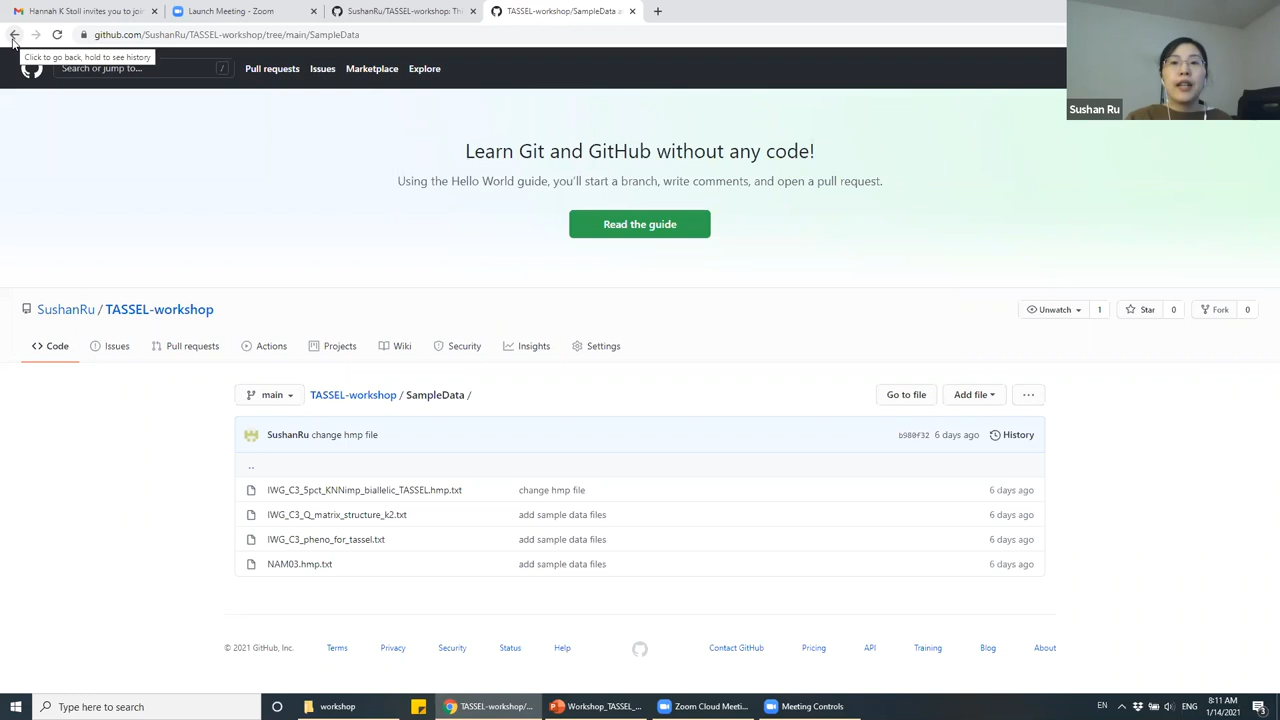 Hannah K Stoll invites you to join
Launch Meeting - Zoom
SushanRu/TASSEL-workshop: Thi
TASSEL-workshop/SampleData a
github.com/SushanRu/TASSEL-workshop/tree/main/SampleData
Click to go back, hold to see history
Search or jump to...
/
Pull requests
Issues
Marketplace
Explore
Sushan Ru
Learn Git and GitHub without any code!
Using the Hello World guide, you'll start a branch, write comments, and open a pull request.
Read the guide
SushanRu / TASSEL-workshop
Unwatch 1
Star 0
Fork 0
Code
Issues
Pull requests
Actions
Projects
Wiki
Security
Insights
Settings
main
TASSEL-workshop / SampleData /
Go to file
Add file
...
SushanRu change hmp file
b980f32 6 days ago
History
..
IWG_C3_5pct_KNNimp_biallelic_TASSEL.hmp.txt change hmp file 6 days ago
IWG_C3_Q_matrix_structure_k2.txt add sample data files 6 days ago
IWG_C3_pheno_for_tassel.txt add sample data files 6 days ago
NAM03.hmp.txt add sample data files 6 days ago
© 2021 GitHub, Inc.
Terms
Privacy
Security
Status
Help
Contact GitHub
Pricing
API
Training
Blog
About
Type here to search
workshop
TASSEL-workshop/...
Workshop_TASSEL_...
Zoom Cloud Meeti...
Meeting Controls
EN
ENG
8:11 AM
1/14/2021
3